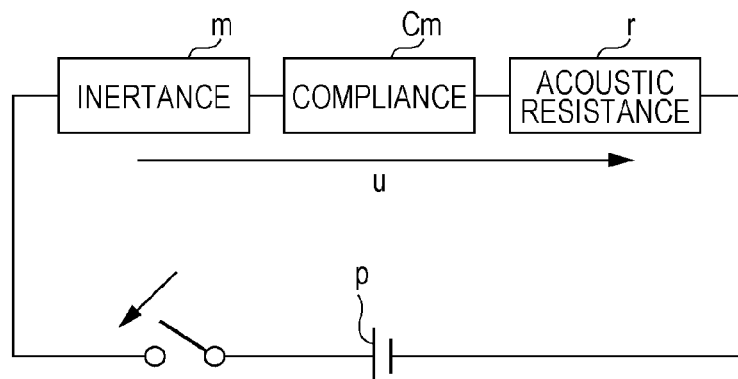 m
Cm
r
INERTANCE
COMPLIANCE
ACOUSTIC
RESISTANCE
u
p